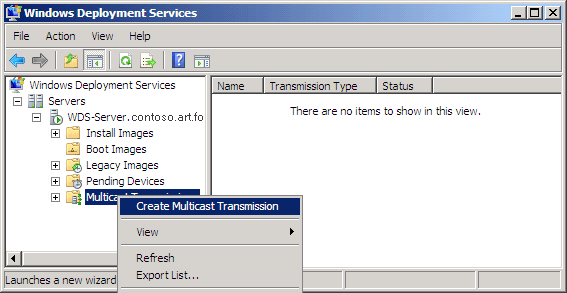 Windows Deployment Services
File Action View Help
Windows Deployment Services
Servers
WDS-Server.contoso.art.fo
Install Images
Boot Images
Legacy Images
Pending Devices
Multicast
Name Transmission Type Status
There are no items to show in this view.
Create Multicast Transmission
View
Refresh
Export List...
Launches a new wizard